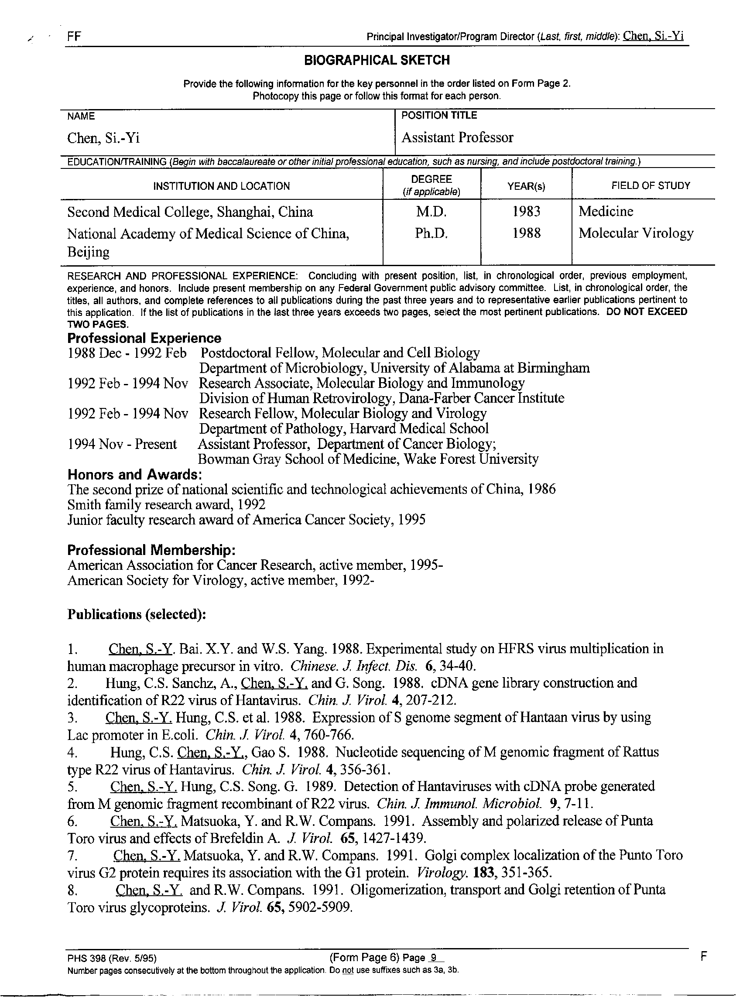 FF
Principal Investigator/Program Director (Last, first, middle): Chen, Si.-Yi
BIOGRAPHICAL SKETCH
Provide the following information for the key personnel in the order listed on Form Page 2.
Photocopy this page or follow this format for each person.
NAME
POSITION TITLE
Chen, Si.-Yi
Assistant Professor
EDUCATION/TRAINING (Begin with baccalaureate or other initial professional education, such as nursing, and include postdoctoral training.)
INSTITUTION AND LOCATION
DEGREE
(if applicable)
YEAR(s)
FIELD OF STUDY
Second Medical College, Shanghai, China
M.D.
1983
Medicine
National Academy of Medical Science of China,
Beijing
Ph.D.
1988
Molecular Virology
RESEARCH AND PROFESSIONAL EXPERIENCE: Concluding with present position, list, in chronological order, previous employment,
experience, and honors. Include present membership on any Federal Government public advisory committee. List, in chronological order, the
titles, all authors, and complete references to all publications during the past three years and to representative earlier publications pertinent to
this application. If the list of publications in the last three years exceeds two pages, select the most pertinent publications. DO NOT EXCEED
TWO PAGES.
Professional Experience
1988 Dec - 1992 Feb Postdoctoral Fellow, Molecular and Cell Biology
Department of Microbiology, University of Alabama at Birmingham
1992 Feb - 1994 Nov Research Associate, Molecular Biology and Immunology
Division of Human Retrovirology, Dana-Farber Cancer Institute
1992 Feb - 1994 Nov Research Fellow, Molecular Biology and Virology
Department of Pathology, Harvard Medical School
1994 Nov - Present Assistant Professor, Department of Cancer Biology;
Bowman Gray School of Medicine, Wake Forest University
Honors and Awards:
The second prize of national scientific and technological achievements of China, 1986
Smith family research award, 1992
Junior faculty research award of America Cancer Society, 1995
Professional Membership:
American Association for Cancer Research, active member, 1995-
American Society for Virology, active member, 1992-
Publications (selected):
1. Chen, S.-Y. Bai. X.Y. and W.S. Yang. 1988. Experimental study on HFRS virus multiplication in
human macrophage precursor in vitro. Chinese. J. Infect. Dis. 6, 34-40.
2. Hung, C.S. Sanchz, A., Chen, S.-Y. and G. Song. 1988. cDNA gene library construction and
identification of R22 virus of Hantavirus. Chin. J. Virol. 4, 207-212.
3. Chen, S.-Y. Hung, C.S. et al. 1988. Expression of S genome segment of Hantaan virus by using
Lac promoter in E.coli. Chin. J. Virol. 4, 760-766.
4. Hung, C.S. Chen, S.-Y., Gao S. 1988. Nucleotide sequencing of M genomic fragment of Rattus
type R22 virus of Hantavirus. Chin. J. Virol. 4, 356-361.
5. Chen, S.-Y. Hung, C.S. Song. G. 1989. Detection of Hantaviruses with cDNA probe generated
from M genomic fragment recombinant of R22 virus. Chin. J. Immunol. Microbiol. 9, 7-11.
6. Chen, S.-Y. Matsuoka, Y. and R.W. Compans. 1991. Assembly and polarized release of Punta
Toro virus and effects of Brefeldin A. J. Virol. 65, 1427-1439.
7. Chen, S.-Y. Matsuoka, Y. and R.W. Compans. 1991. Golgi complex localization of the Punto Toro
virus G2 protein requires its association with the G1 protein. Virology. 183, 351-365.
8. Chen, S.-Y. and R.W. Compans. 1991. Oligomerization, transport and Golgi retention of Punta
Toro virus glycoproteins. J. Virol. 65, 5902-5909.
PHS 398 (Rev. 5/95)
(Form Page 6) Page 9
F
Number pages consecutively at the bottom throughout the application. Do not use suffixes such as 3a, 3b.